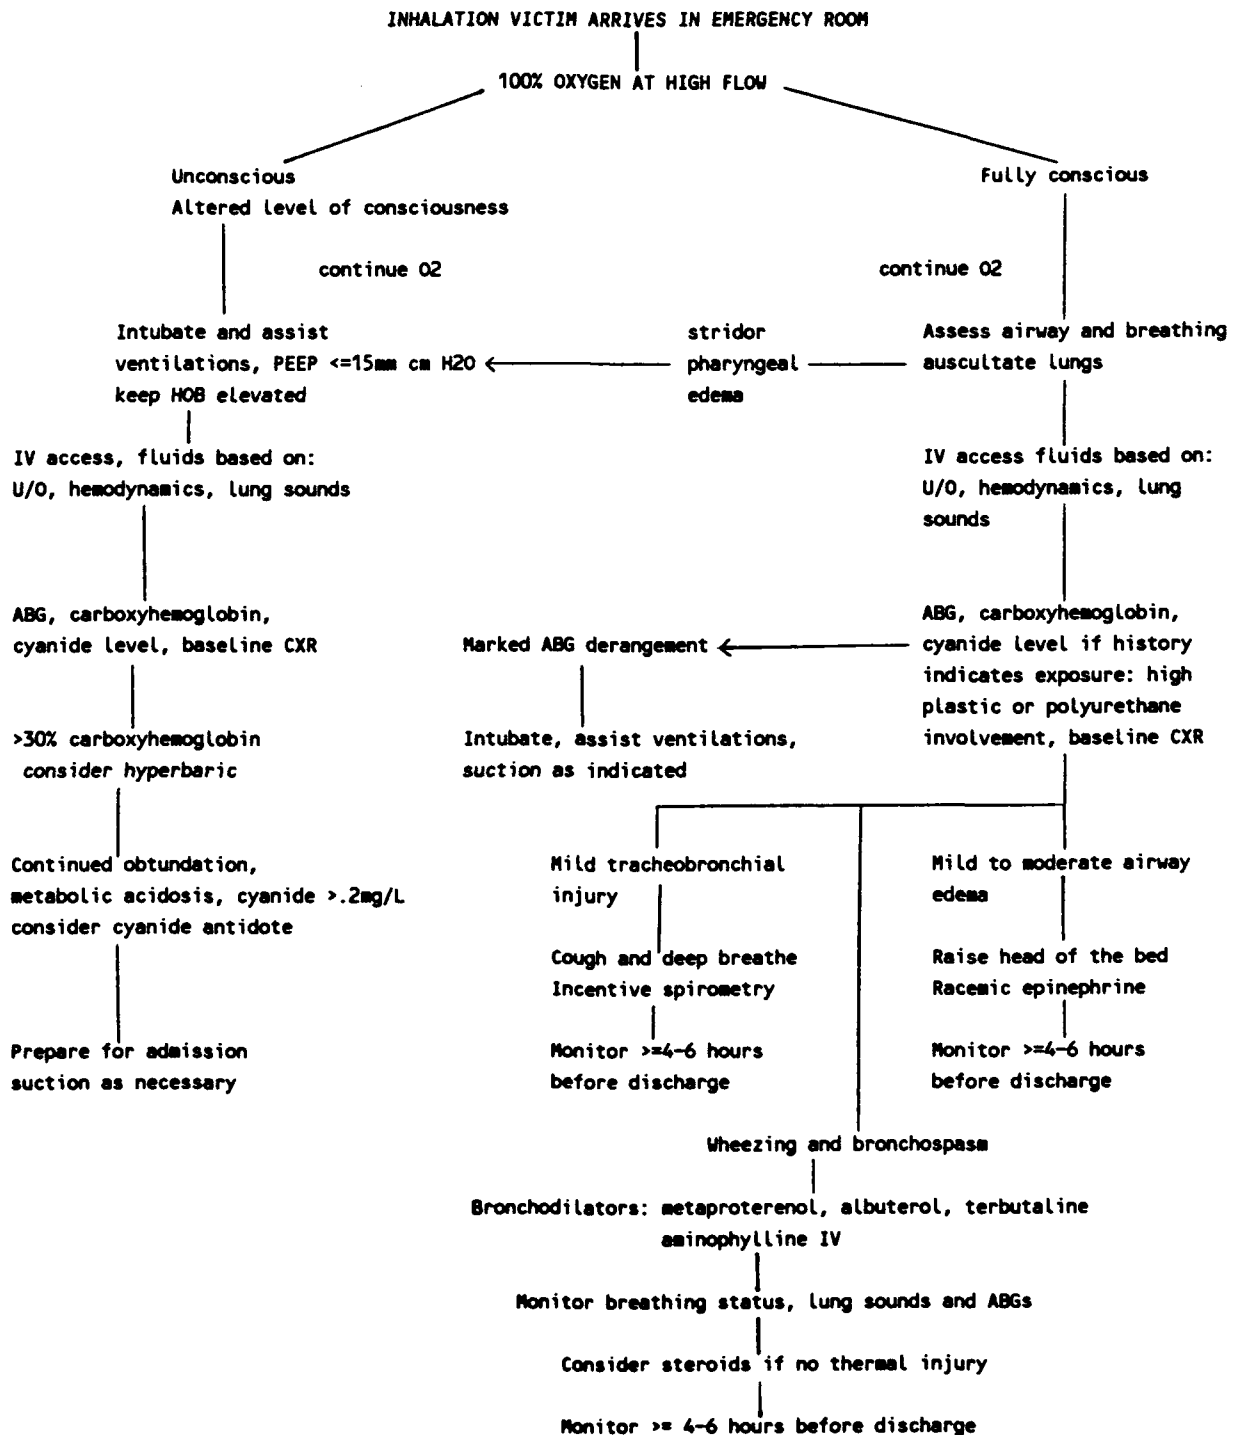 INHALATION VICTIM ARRIVES IN EMERGENCY ROOM
100% OXYGEN AT HIGH FLOW
Unconscious
Altered level of consciousness
Fully conscious
continue O2
continue O2
Intubate and assist
ventilations, PEEP <=15mm cm H2O
keep HOB elevated
stridor
pharyngeal
edema
Assess airway and breathing
auscultate lungs
IV access, fluids based on:
U/O, hemodynamics, lung sounds
IV access fluids based on:
U/O, hemodynamics, lung
sounds
ABG, carboxyhemoglobin,
cyanide level, baseline CXR
Marked ABG derangement
ABG, carboxyhemoglobin,
cyanide level if history
indicates exposure: high
plastic or polyurethane
involvement, baseline CXR
>30% carboxyhemoglobin
consider hyperbaric
Intubate, assist ventilations,
suction as indicated
Continued obtundation,
metabolic acidosis, cyanide >.2mg/L
consider cyanide antidote
Mild tracheobronchial
injury
Mild to moderate airway
edema
Cough and deep breathe
Incentive spirometry
Raise head of the bed
Racemic epinephrine
Prepare for admission
suction as necessary
Monitor >=4-6 hours
before discharge
Monitor >=4-6 hours
before discharge
Wheezing and bronchospasm
Bronchodilators: metaproterenol, albuterol, terbutaline
aminophylline IV
Monitor breathing status, lung sounds and ABGs
Consider steroids if no thermal injury
Monitor >= 4-6 hours before discharge